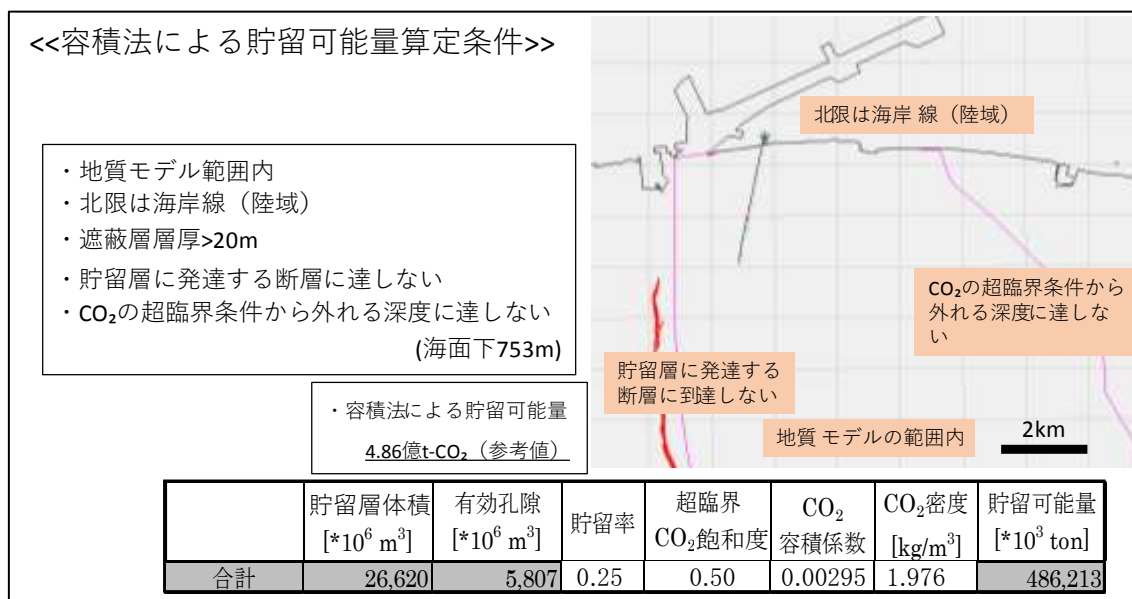 <<容積法による貯留可能量算定条件>>
・地質モデル範囲内
・北限は海岸線（陸域）
・遮蔽層層厚>20m
・貯留層に発達する断層に達しない
・CO₂の超臨界条件から外れる深度に達しない
(海面下753m)
・容積法による貯留可能量
4.86億t-CO₂（参考値）
北限は海岸 線（陸域）
CO₂の超臨界条件から
外れる深度に達しな
い
貯留層に発達する
断層に到達しない
地質 モデルの範囲内
2km
貯留層体積 有効孔隙 貯留率 超臨界 CO₂ CO₂密度 貯留可能量
[*10⁶ m³] [*10⁶ m³] CO₂飽和度 容積係数 [kg/m³] [*10³ ton]
合計 26,620 5,807 0.25 0.50 0.00295 1.976 486,213